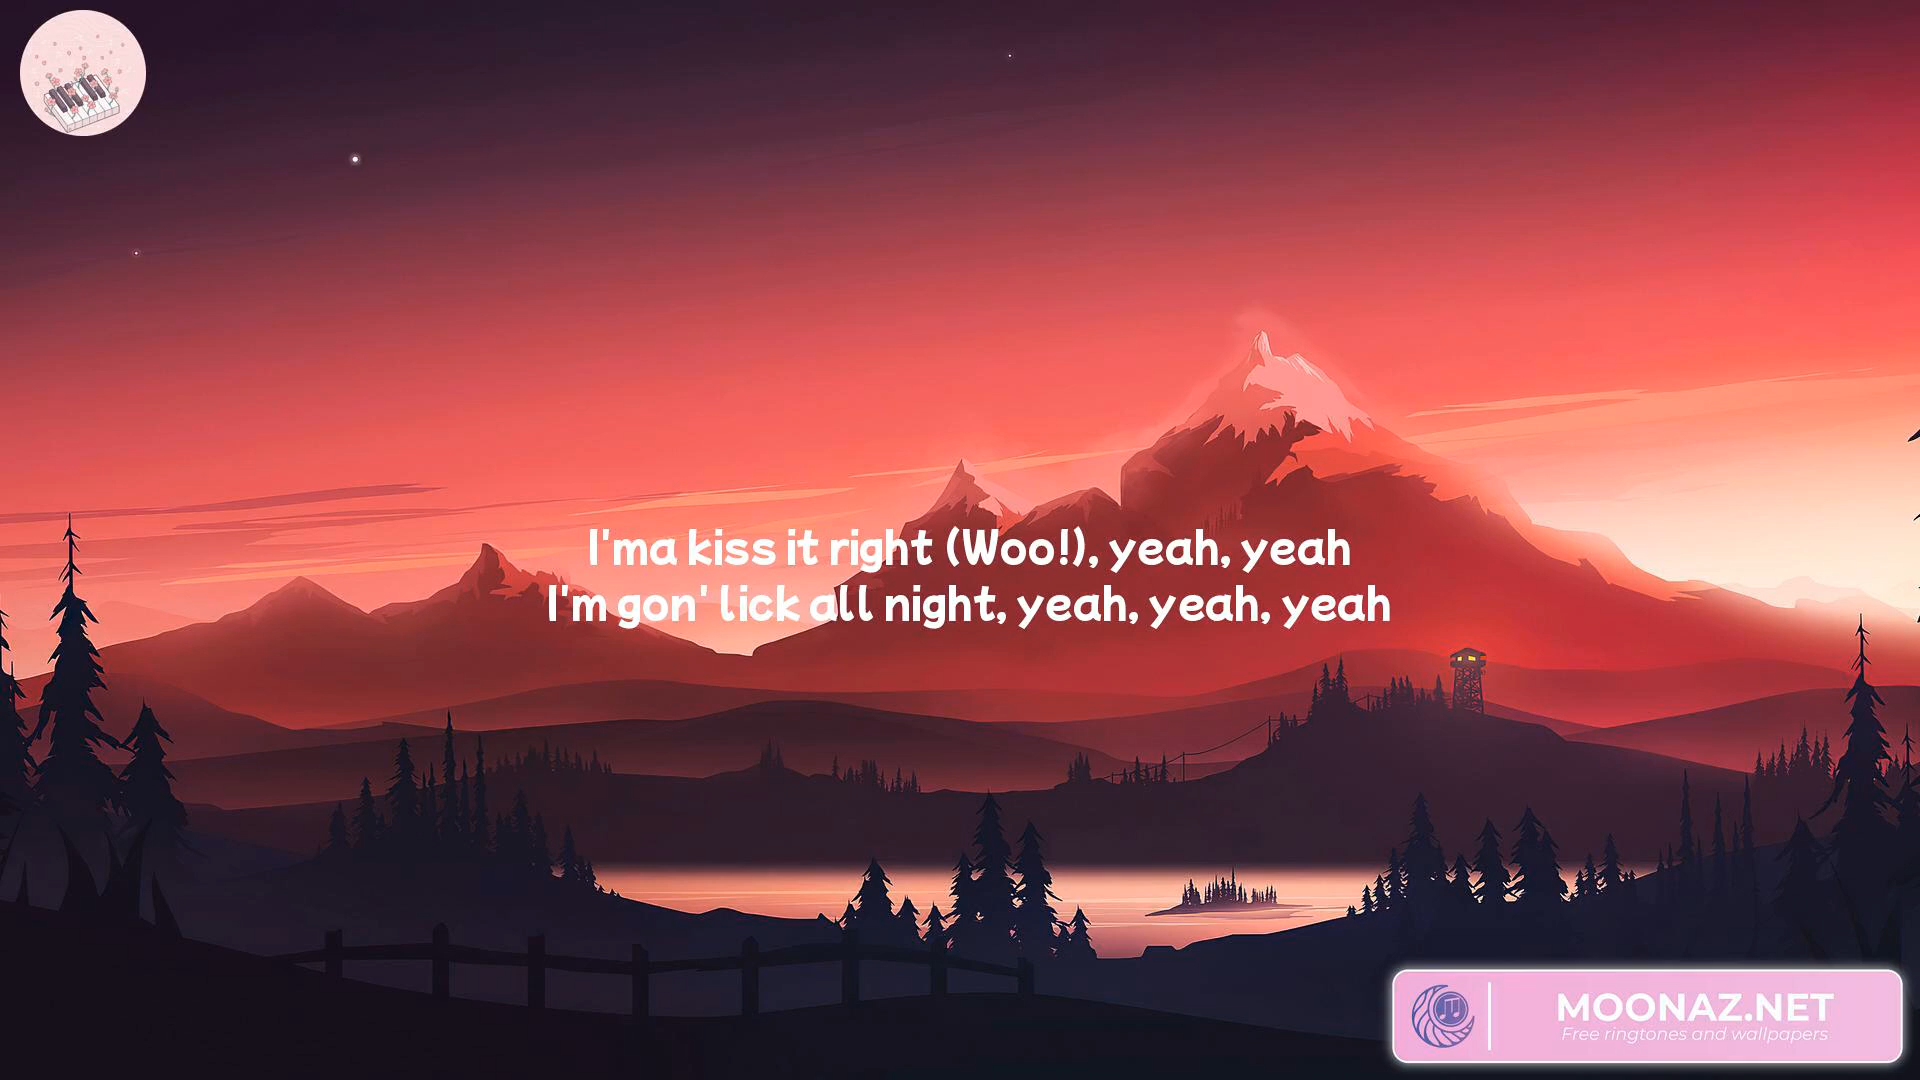 I'ma kiss it right (Woo!), yeah, yeah
I'm gon' lick all night, yeah, yeah, yeah
MOONAZ.NET
Free ringtones and wallpapers